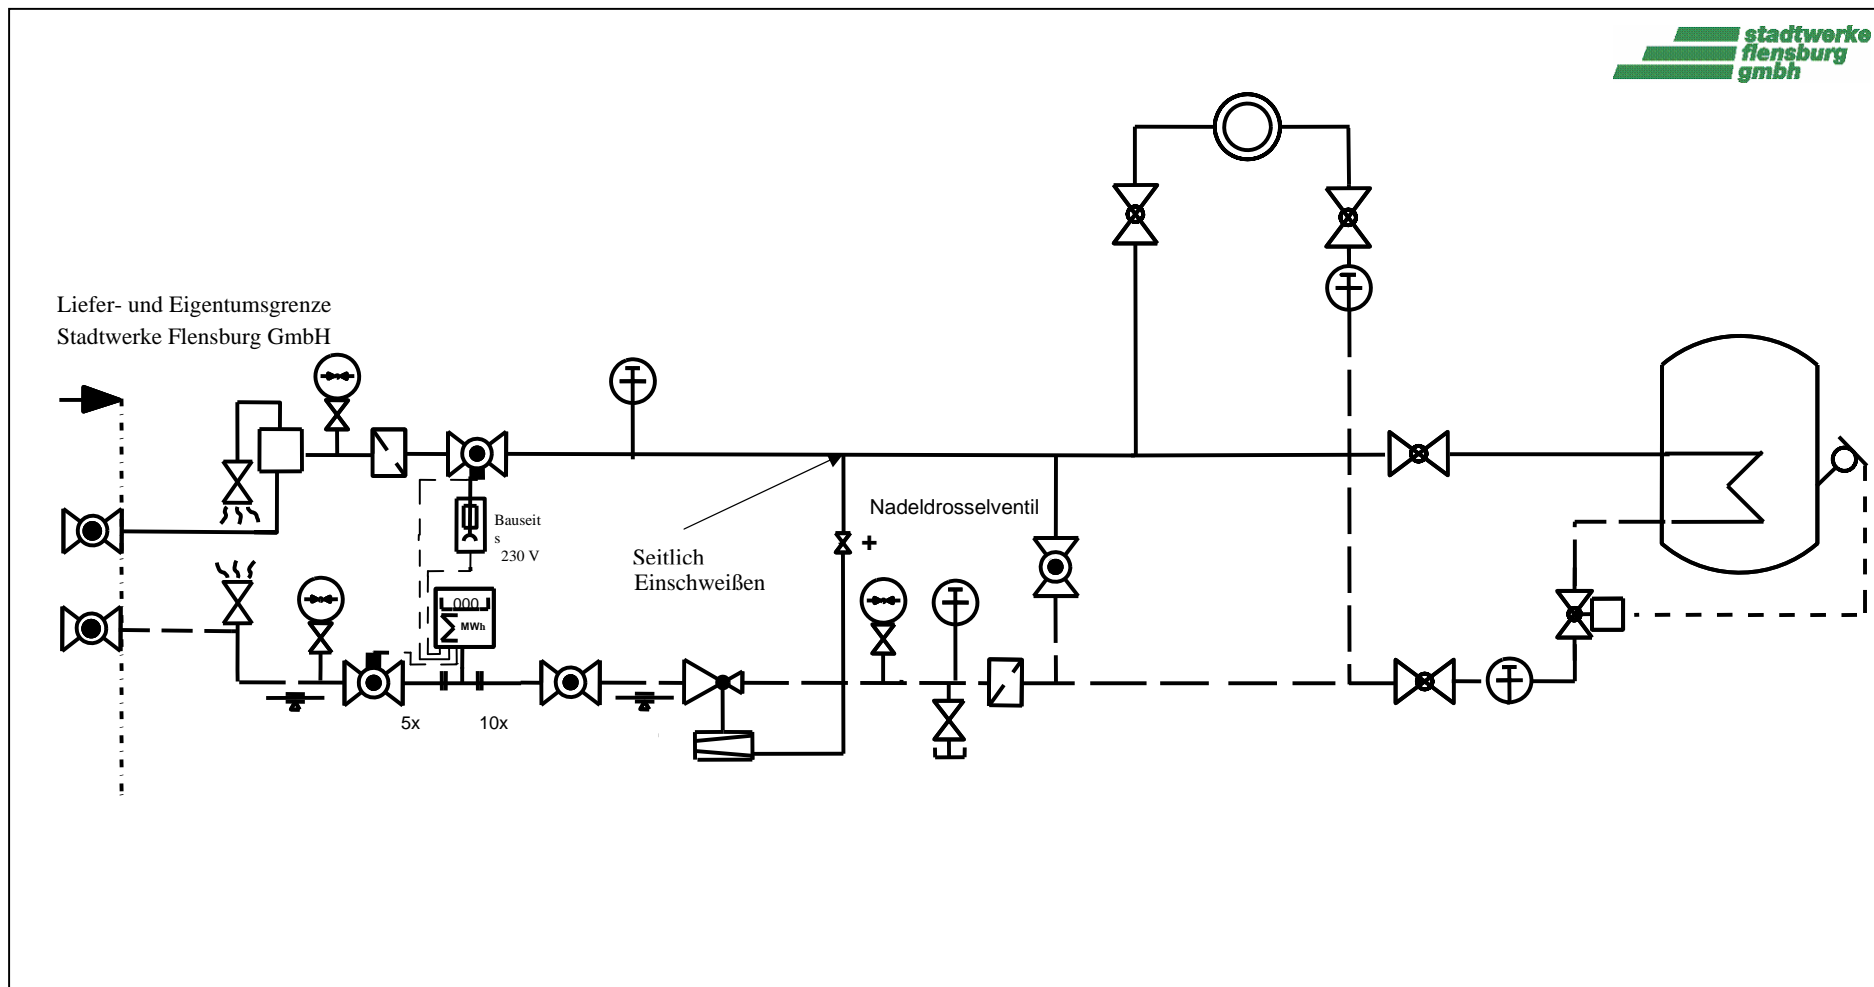 stadtwerke
flensburg
gmbh
Liefer- und Eigentumsgrenze
Stadtwerke Flensburg GmbH
Nadeldrosselventil
Bauseit
s
230 V
Seitlich
Einschweißen
+
000
MWh
5x
10x